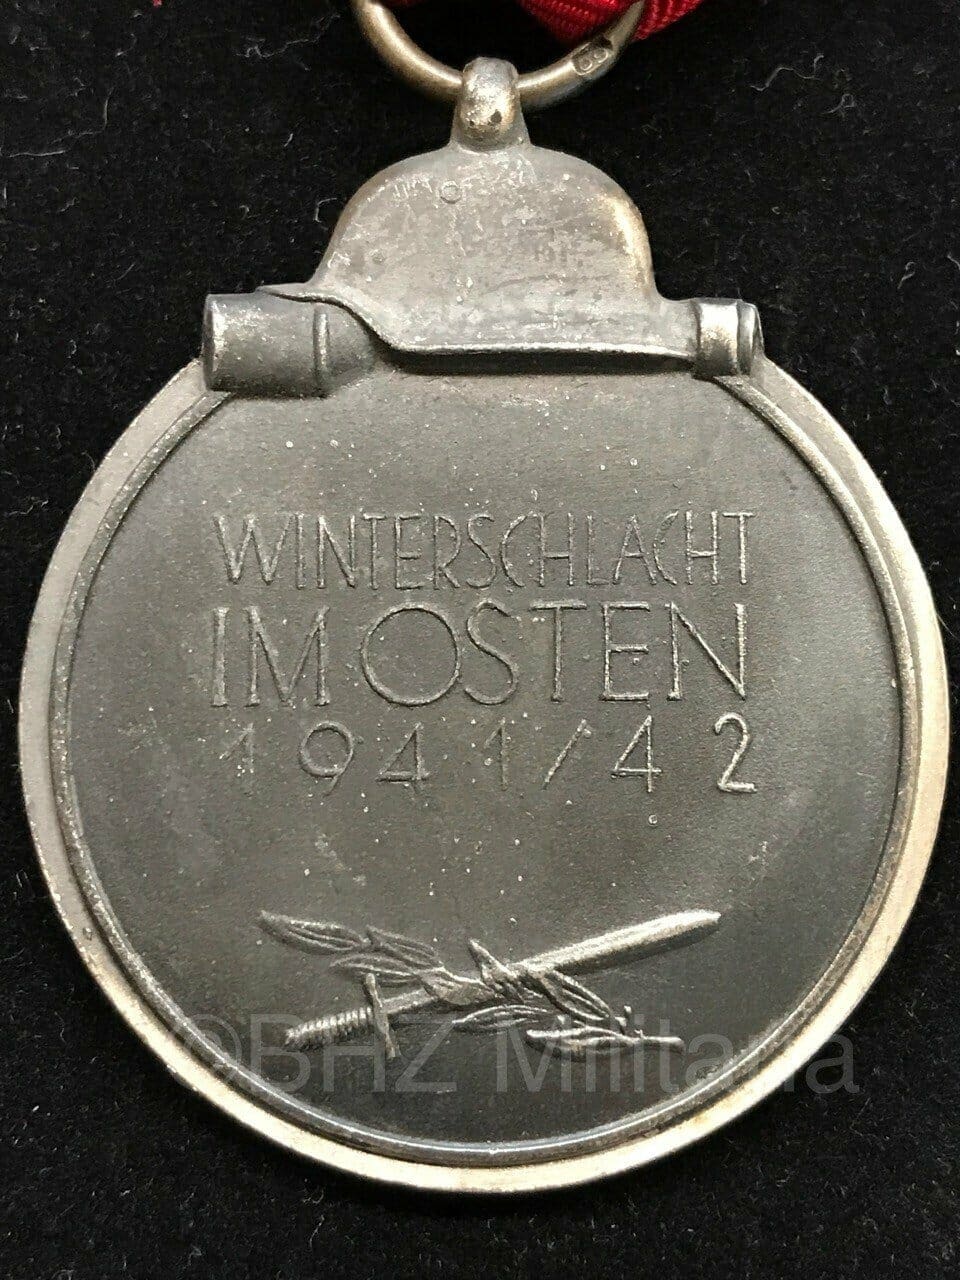 WINTERSCHLACHT
IM OSTEN
1941/42
©BHZ Militaria